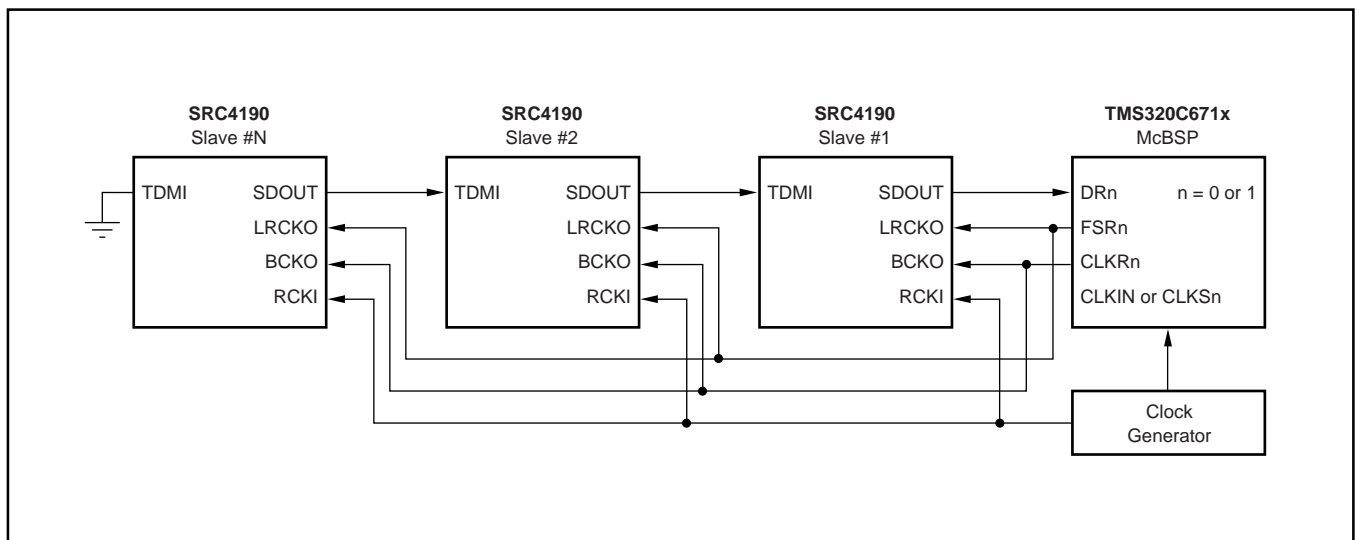 SRC4190
Slave #N
TDMI
SDOUT
LRCKO
BCKO
RCKI
SRC4190
Slave #2
TDMI
SDOUT
LRCKO
BCKO
RCKI
SRC4190
Slave #1
TDMI
SDOUT
LRCKO
BCKO
RCKI
TMS320C671x
McBSP
DRn
n = 0 or 1
FSRn
CLKRn
CLKIN or CLKSn
Clock
Generator